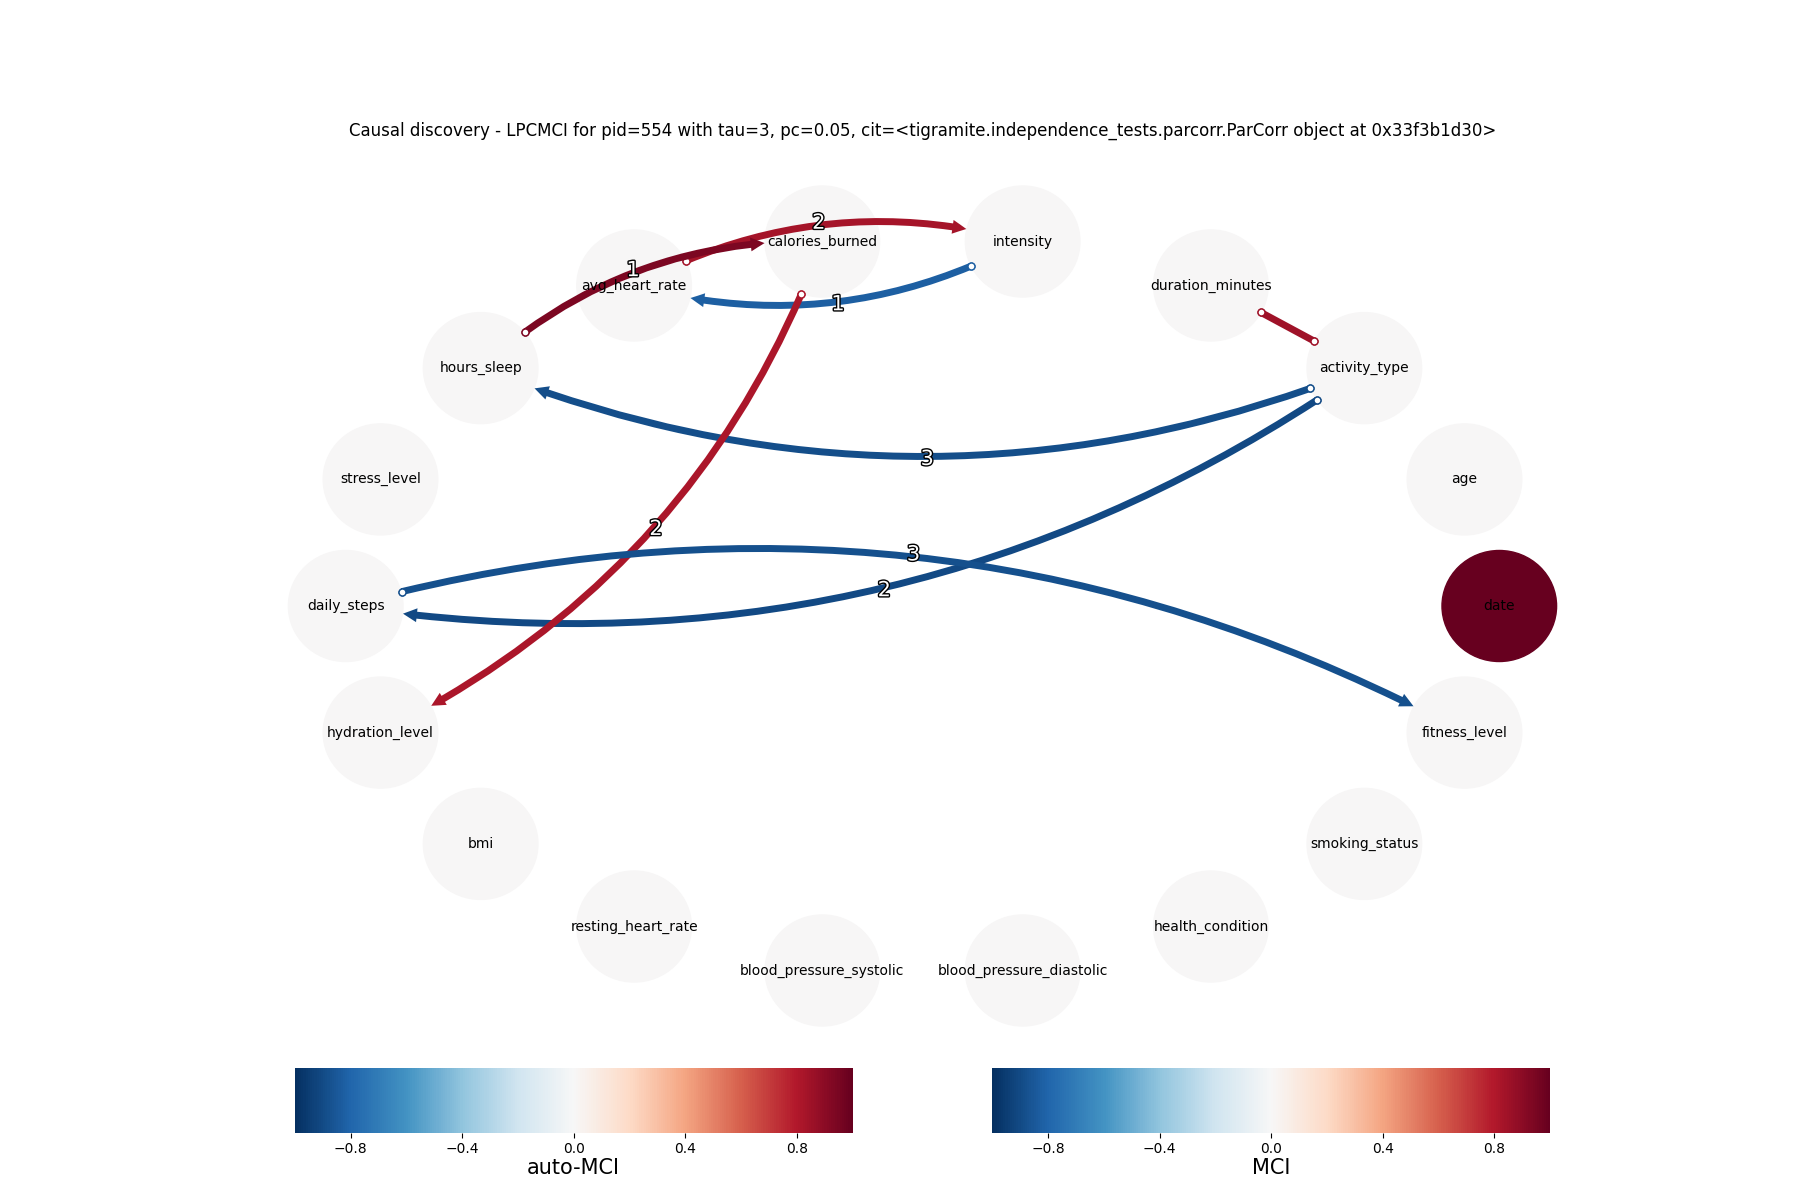 Causal discovery - LPCMCI for pid=554 with tau=3, pc=0.05, cit=<tigramite.independence_tests.parcorr.ParCorr object at 0x33f3b1d30>
2
calories_burned
intensity
1
avg_heart_rate
duration_minutes
1
hours_sleep
activity_type
3
stress_level
age
2
3
2
daily_steps
date
hydration_level
fitness_level
bmi
smoking_status
resting_heart_rate
health_condition
blood_pressure_systolic
blood_pressure_diastolic
−0.8 −0.4 0.0 0.4 0.8
auto-MCI
−0.8 −0.4 0.0 0.4 0.8
MCI